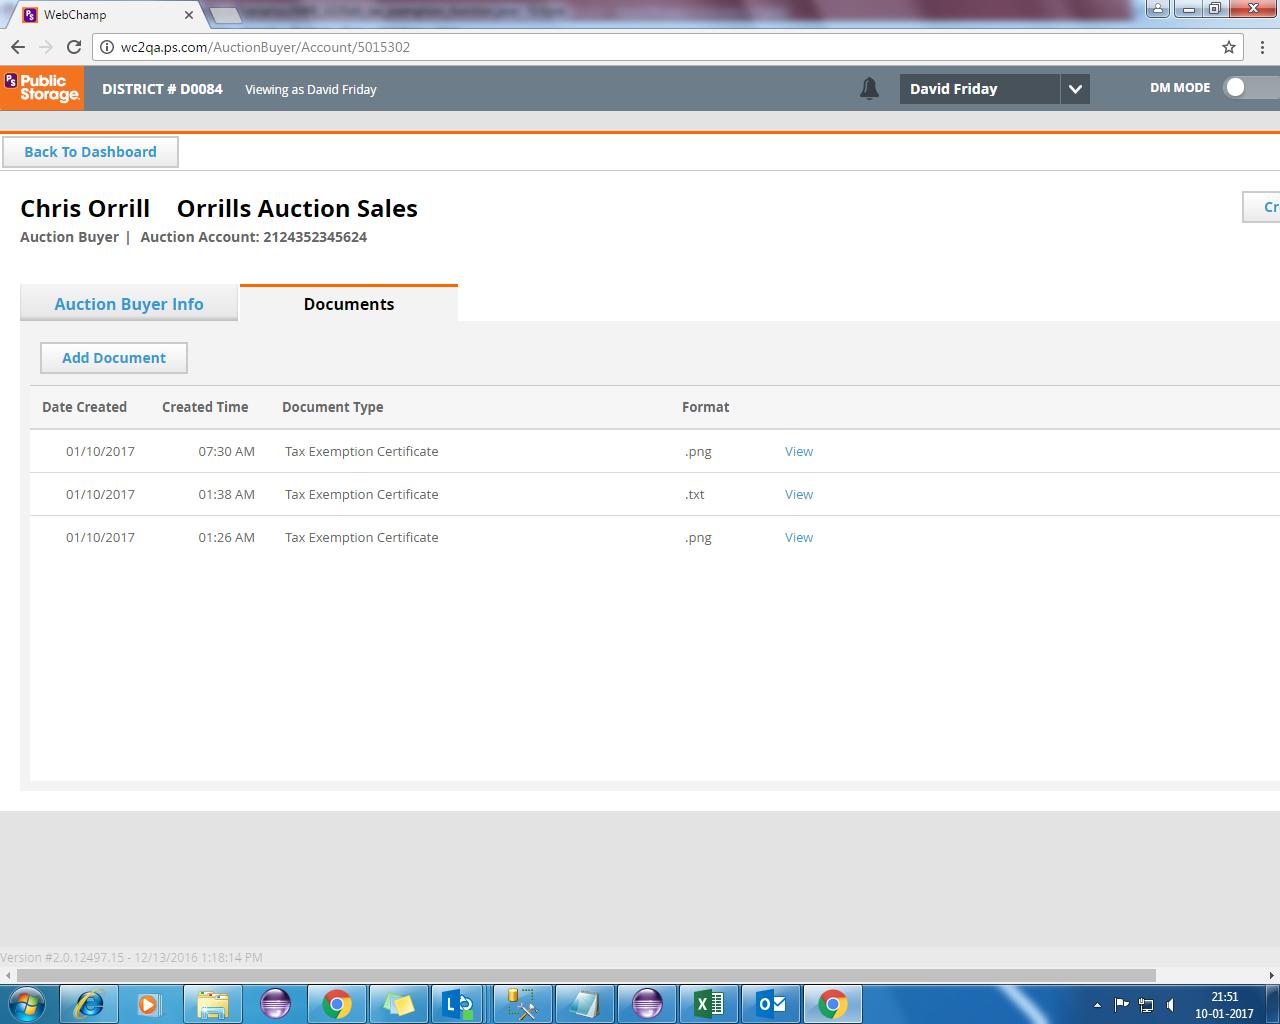 WebChamp
wc2qa.ps.com/AuctionBuyer/Account/5015302
PS Public Storage. DISTRICT # D0084 Viewing as David Friday David Friday DM MODE
Back To Dashboard
Chris Orrill Orrills Auction Sales Cr
Auction Buyer | Auction Account: 2124352345624
Auction Buyer Info Documents
Add Document
Date Created Created Time Document Type Format
01/10/2017 07:30 AM Tax Exemption Certificate .png View
01/10/2017 01:38 AM Tax Exemption Certificate .txt View
01/10/2017 01:26 AM Tax Exemption Certificate .png View
Version #2.0.12497.15 - 12/13/2016 1:18:14 PM
21:51
10-01-2017